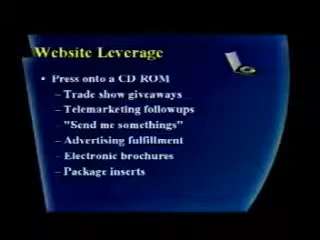 Website Leverage
• Press onto a CD ROM
– Trade show giveaways
– Telemarketing followups
– "Send me somethings"
– Advertising fulfillment
– Electronic brochures
– Package inserts